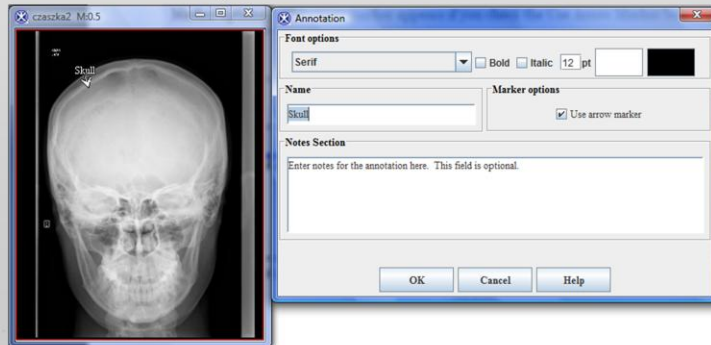 czaszka2 M:0.5
Skull
Annotation
Font options
Serif
Bold
Italic
12 pt
Name
Skull
Marker options
Use arrow marker
Notes Section
Enter notes for the annotation here. This field is optional.
OK
Cancel
Help